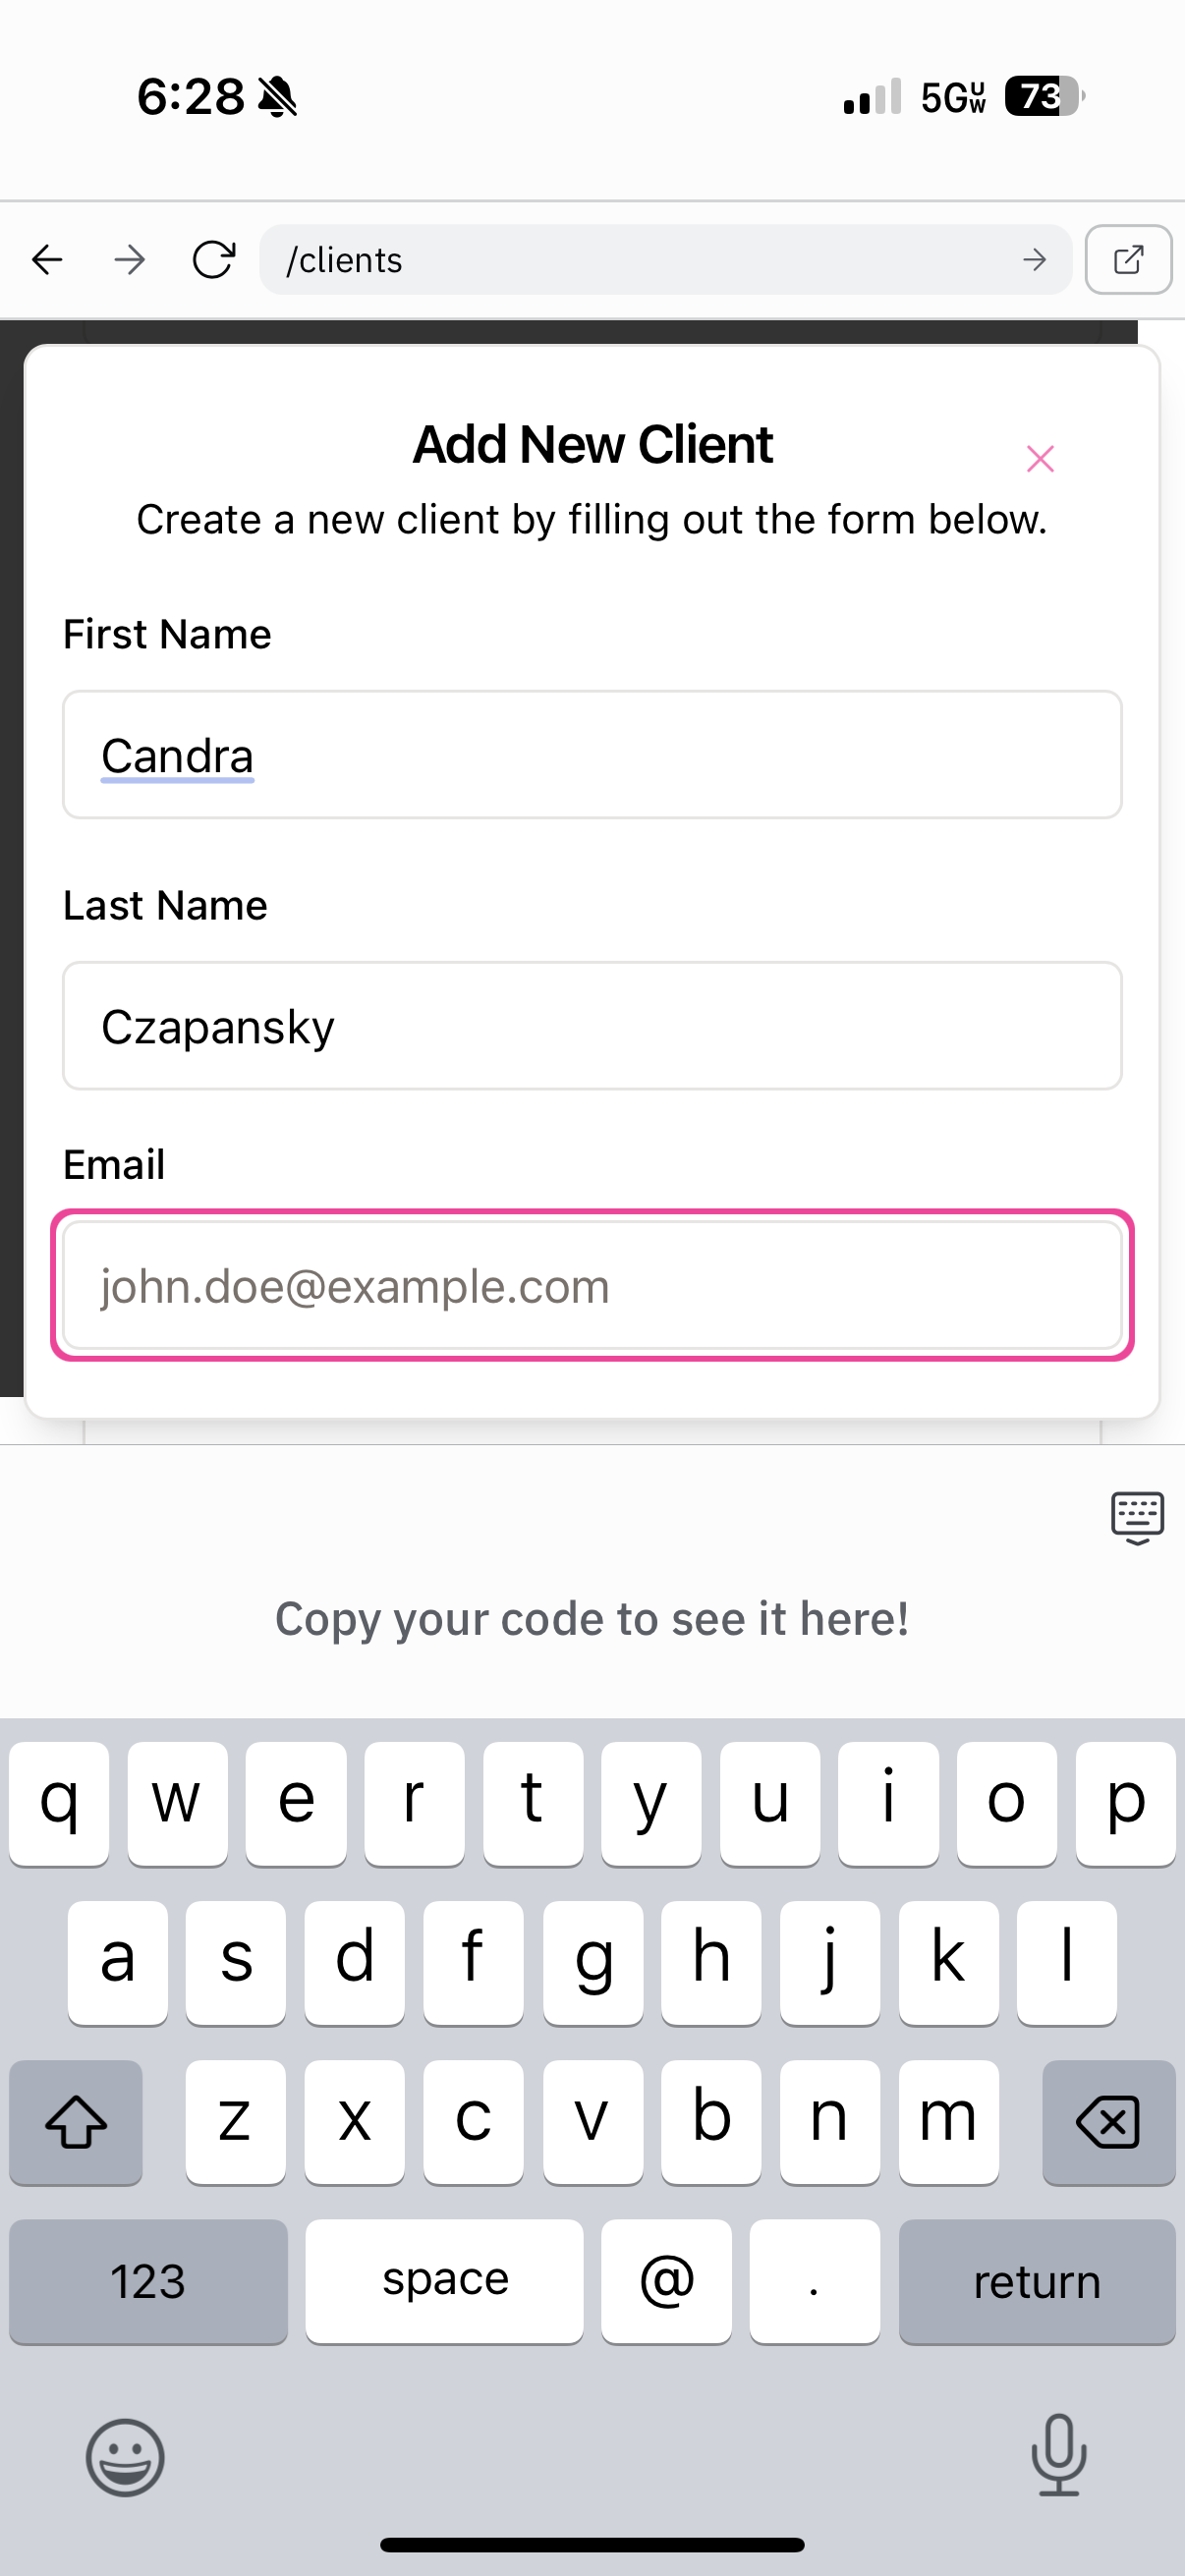 6:28
5G UW 73
/clients
Add New Client
Create a new client by filling out the form below.
First Name
Candra
Last Name
Czapansky
Email
john.doe@example.com
Copy your code to see it here!
q w e r t y u i o p
a s d f g h j k l
z x c v b n m
123 space @ . return